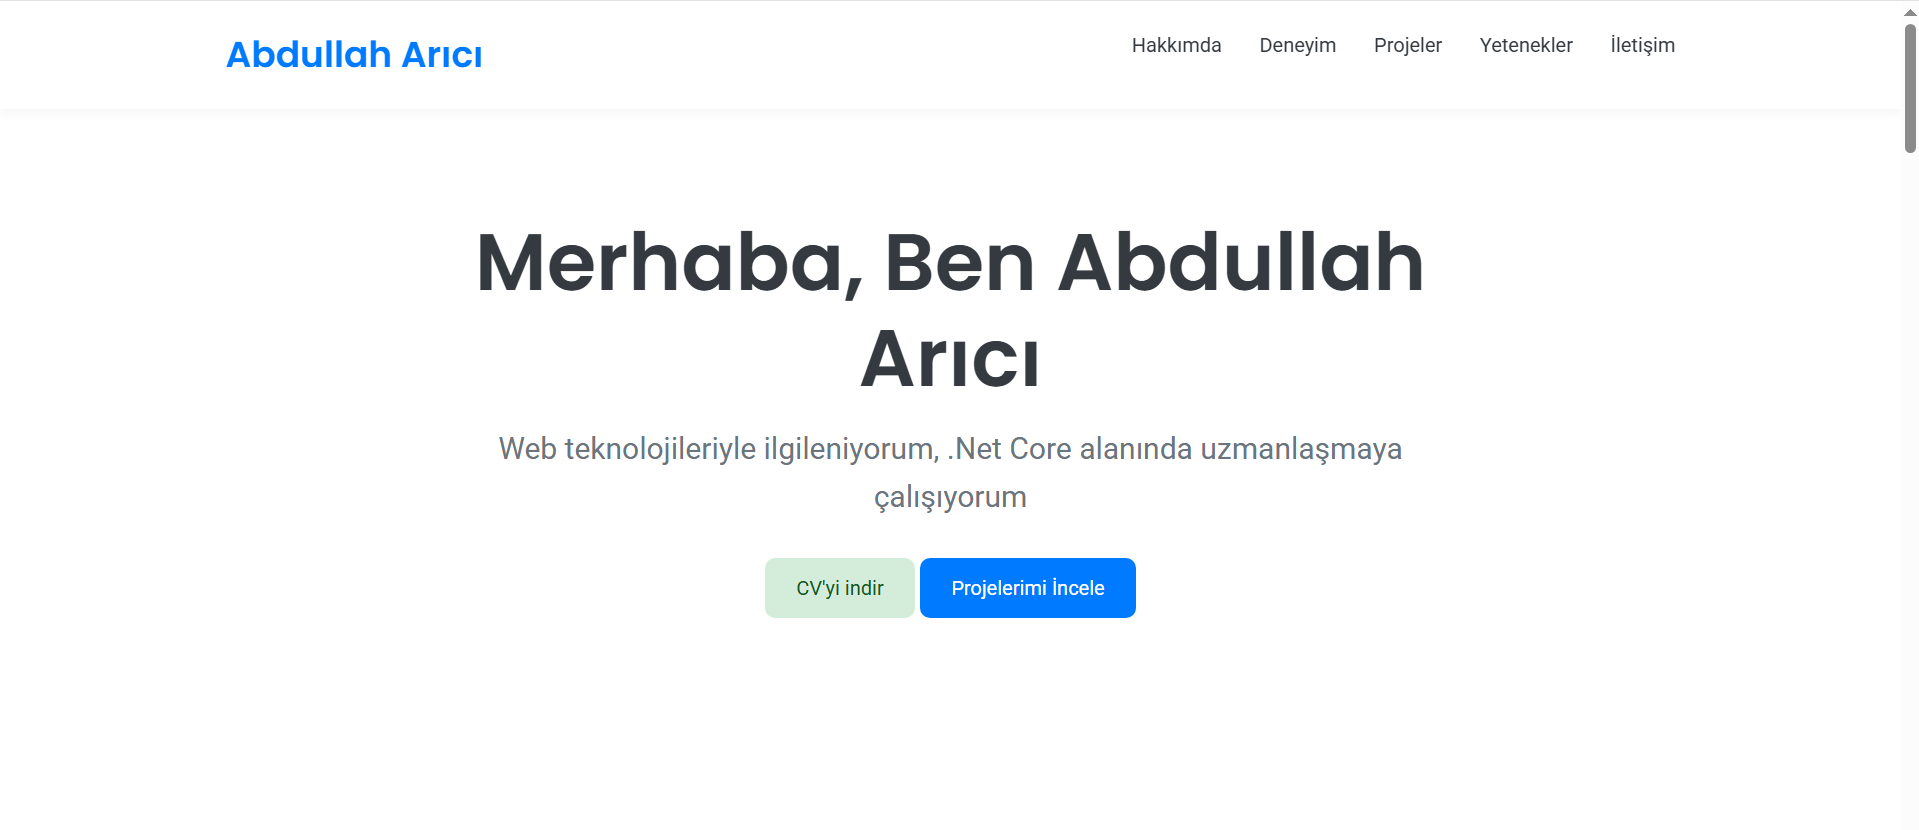 Abdullah Arıcı
Hakkımda Deneyim Projeler Yetenekler İletişim
Merhaba, Ben Abdullah
Arıcı
Web teknolojileriyle ilgileniyorum, .Net Core alanında uzmanlaşmaya
çalışıyorum
CV'yi indir Projelerimi İncele